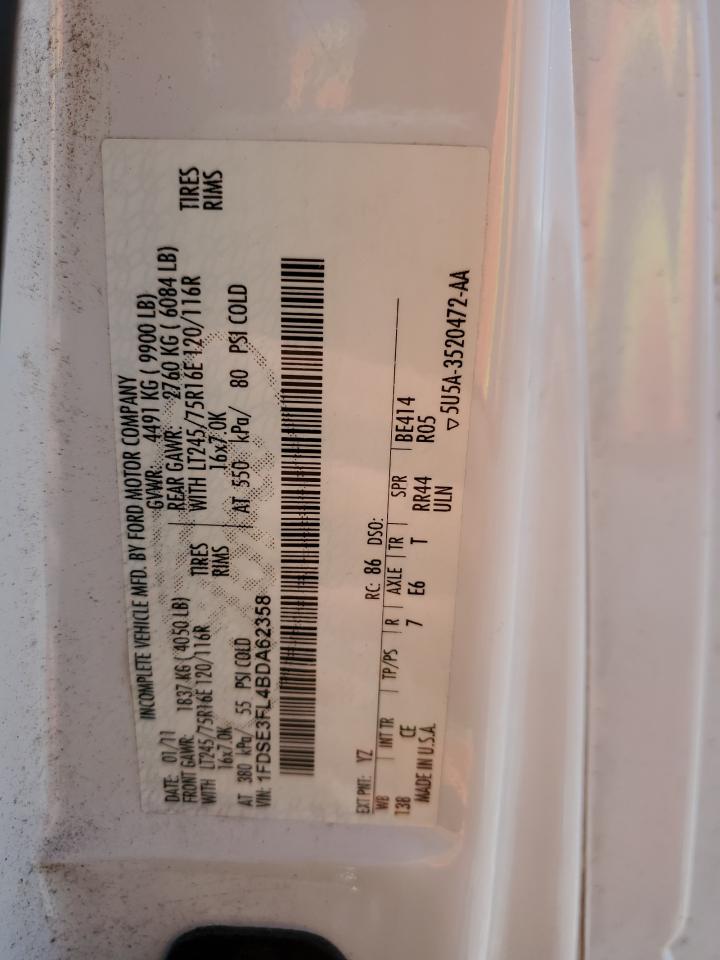 INCOMPLETE VEHICLE MFD. BY FORD MOTOR COMPANY
DATE: 01/11 GVWR: 4491 KG ( 9900 LB)
FRONT GAWR: 1837 KG ( 4050 LB) REAR GAWR: 2760 KG ( 6084 LB)
WITH LT245/75R16E 120/116R TIRES WITH LT245/75R16E 120/116R TIRES
16x7.0K RIMS 16x7.0K RIMS
AT 380 kPa/ 55 PSI COLD AT 550 kPa/ 80 PSI COLD
VIN: 1FDSE3FL4BDA62358
EXT PNT: YZ RC: 86 DSO:
WB INT TR TP/PS R AXLE TR SPR BE414
138 CE 7 E6 T RR44 R05
MADE IN U.S.A. ULN ▽5U5A-3520472-AA